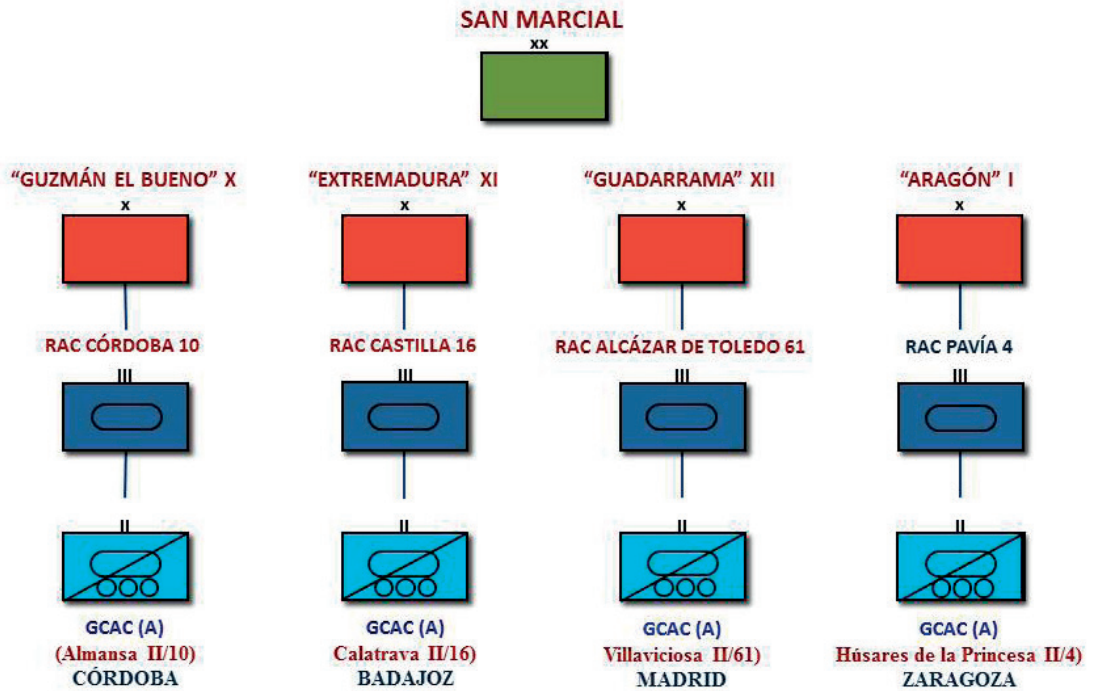 SAN MARCIAL
xx
“GUZMÁN EL BUENO” X
“EXTREMADURA” XI
“GUADARRAMA” XII
“ARAGÓN” I
x
x
x
x
RAC CÓRDOBA 10
RAC CASTILLA 16
RAC ALCÁZAR DE TOLEDO 61
RAC PAVÍA 4
III
III
III
III
II
II
II
II
GCAC (A)
(Almansa II/10)
CÓRDOBA
GCAC (A)
Calatrava II/16)
BADAJOZ
GCAC (A)
Villaviciosa II/61)
MADRID
GCAC (A)
Húsares de la Princesa II/4)
ZARAGOZA